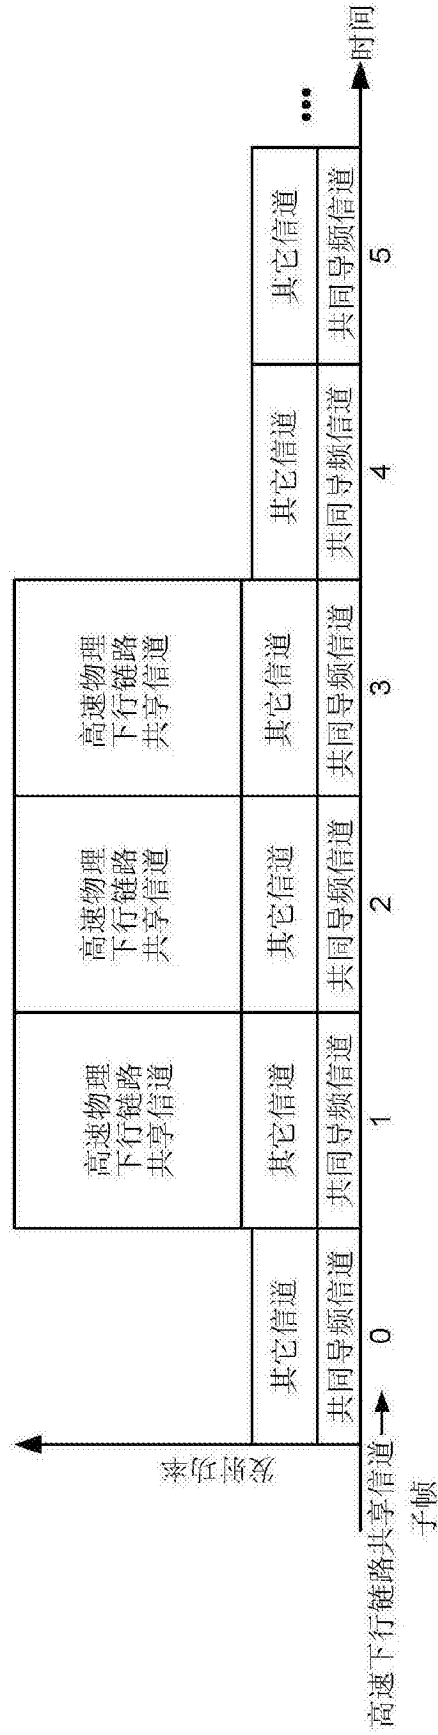 发射功率
高速物理
下行链路
共享信道
高速物理
下行链路
共享信道
高速物理
下行链路
共享信道
其它信道
其它信道
其它信道
其它信道
其它信道
其它信道
...
共同导频信道
共同导频信道
共同导频信道
共同导频信道
共同导频信道
共同导频信道
时间
高速下行链路共享信道
子帧
0
1
2
3
4
5